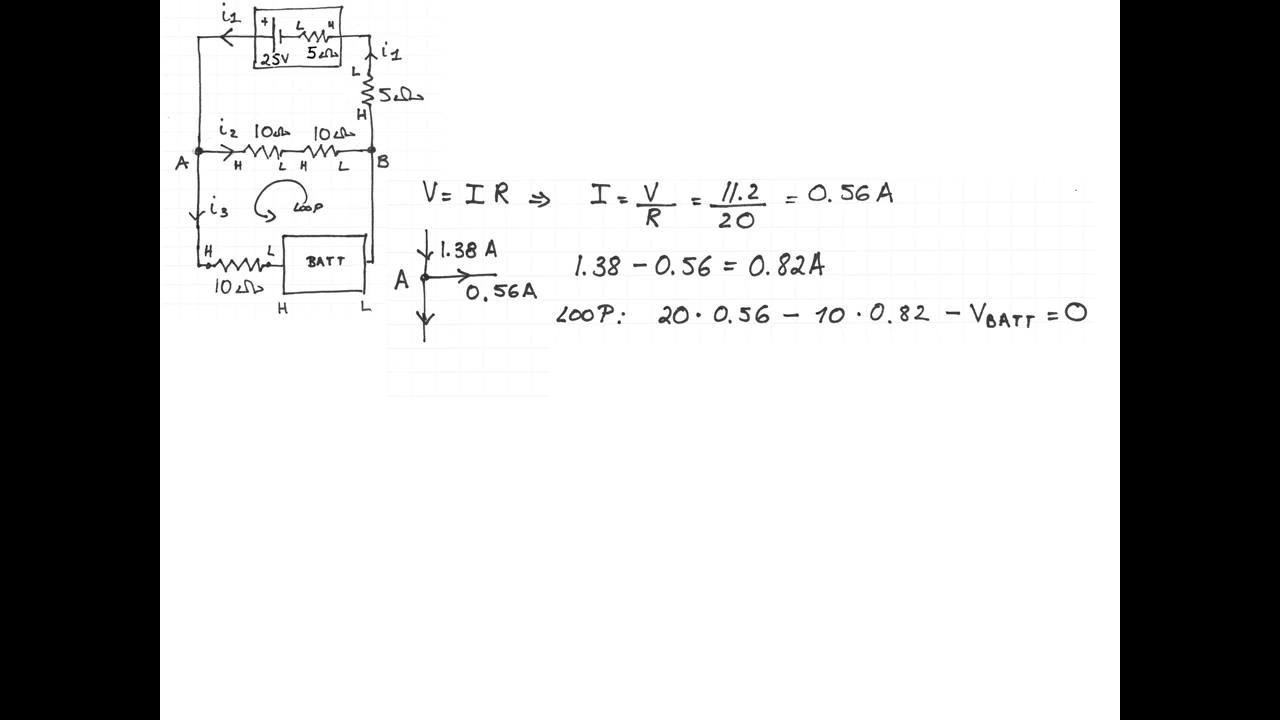 i1
+ L H
25V 5Ω
i1
L
5Ω
H
i2 10Ω 10Ω
A H L H L B
i3 LOOP
H L BATT
10Ω
H L
V = I R ⇒ I = V/R = 11.2/20 = 0.56 A
1.38 A
A
0.56A
1.38 - 0.56 = 0.82A
LOOP: 20 · 0.56 - 10 · 0.82 - VBATT = 0